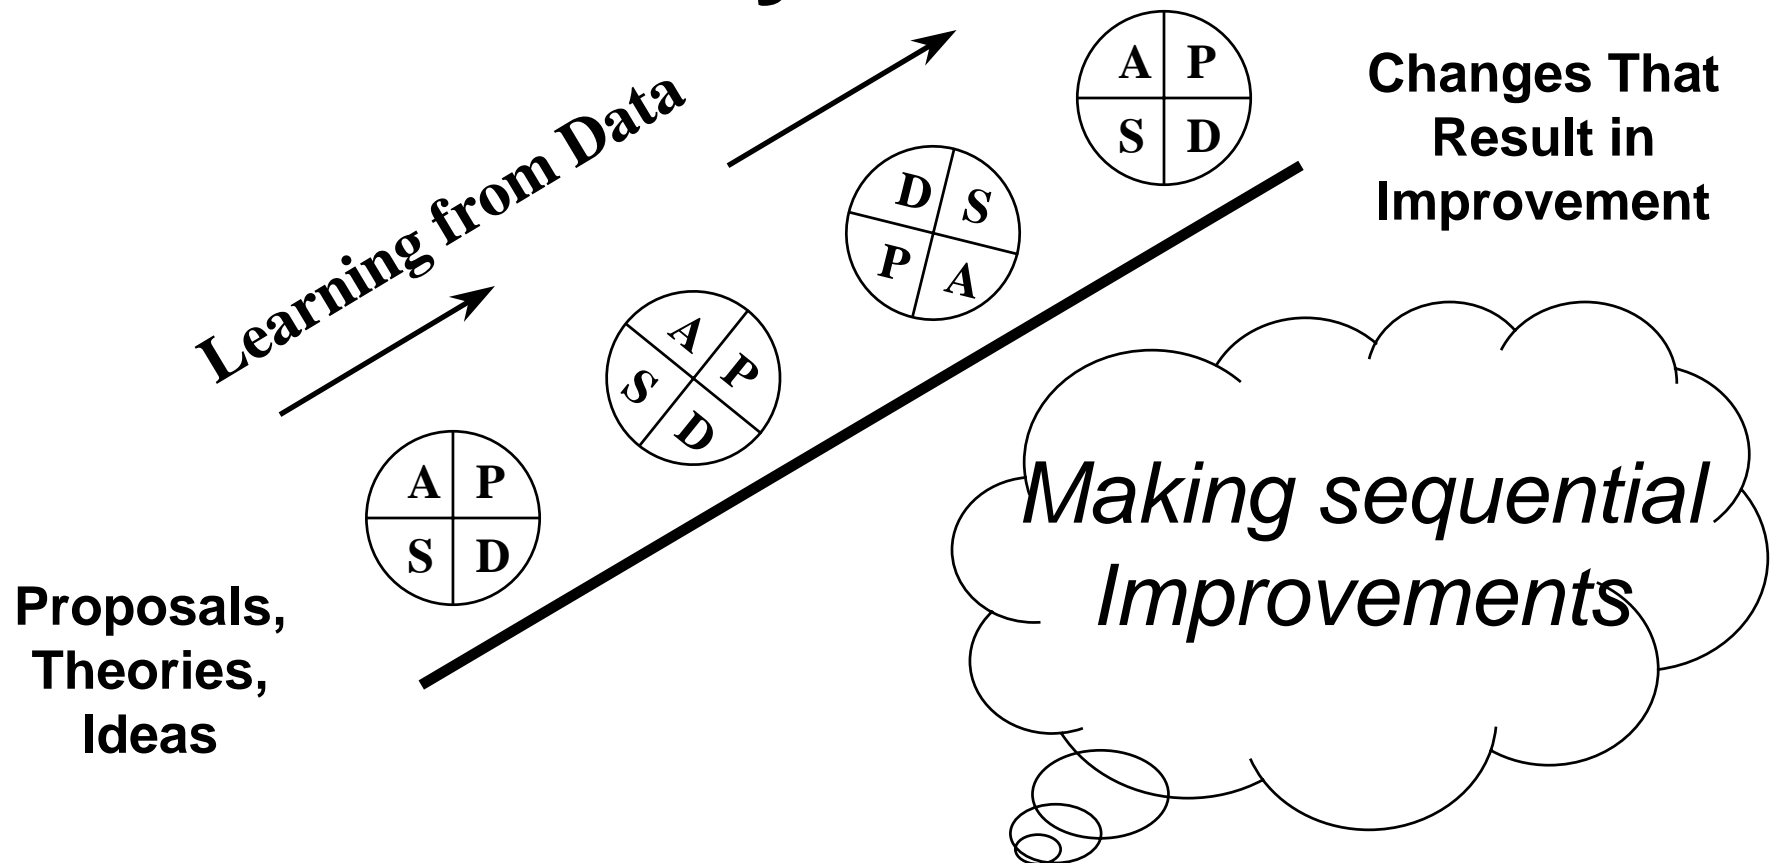 Learning from Data
A P
S D
Changes That
Result in
Improvement
D S
P A
A P
S D
A P
S D
Making sequential
Improvements
Proposals,
Theories,
Ideas